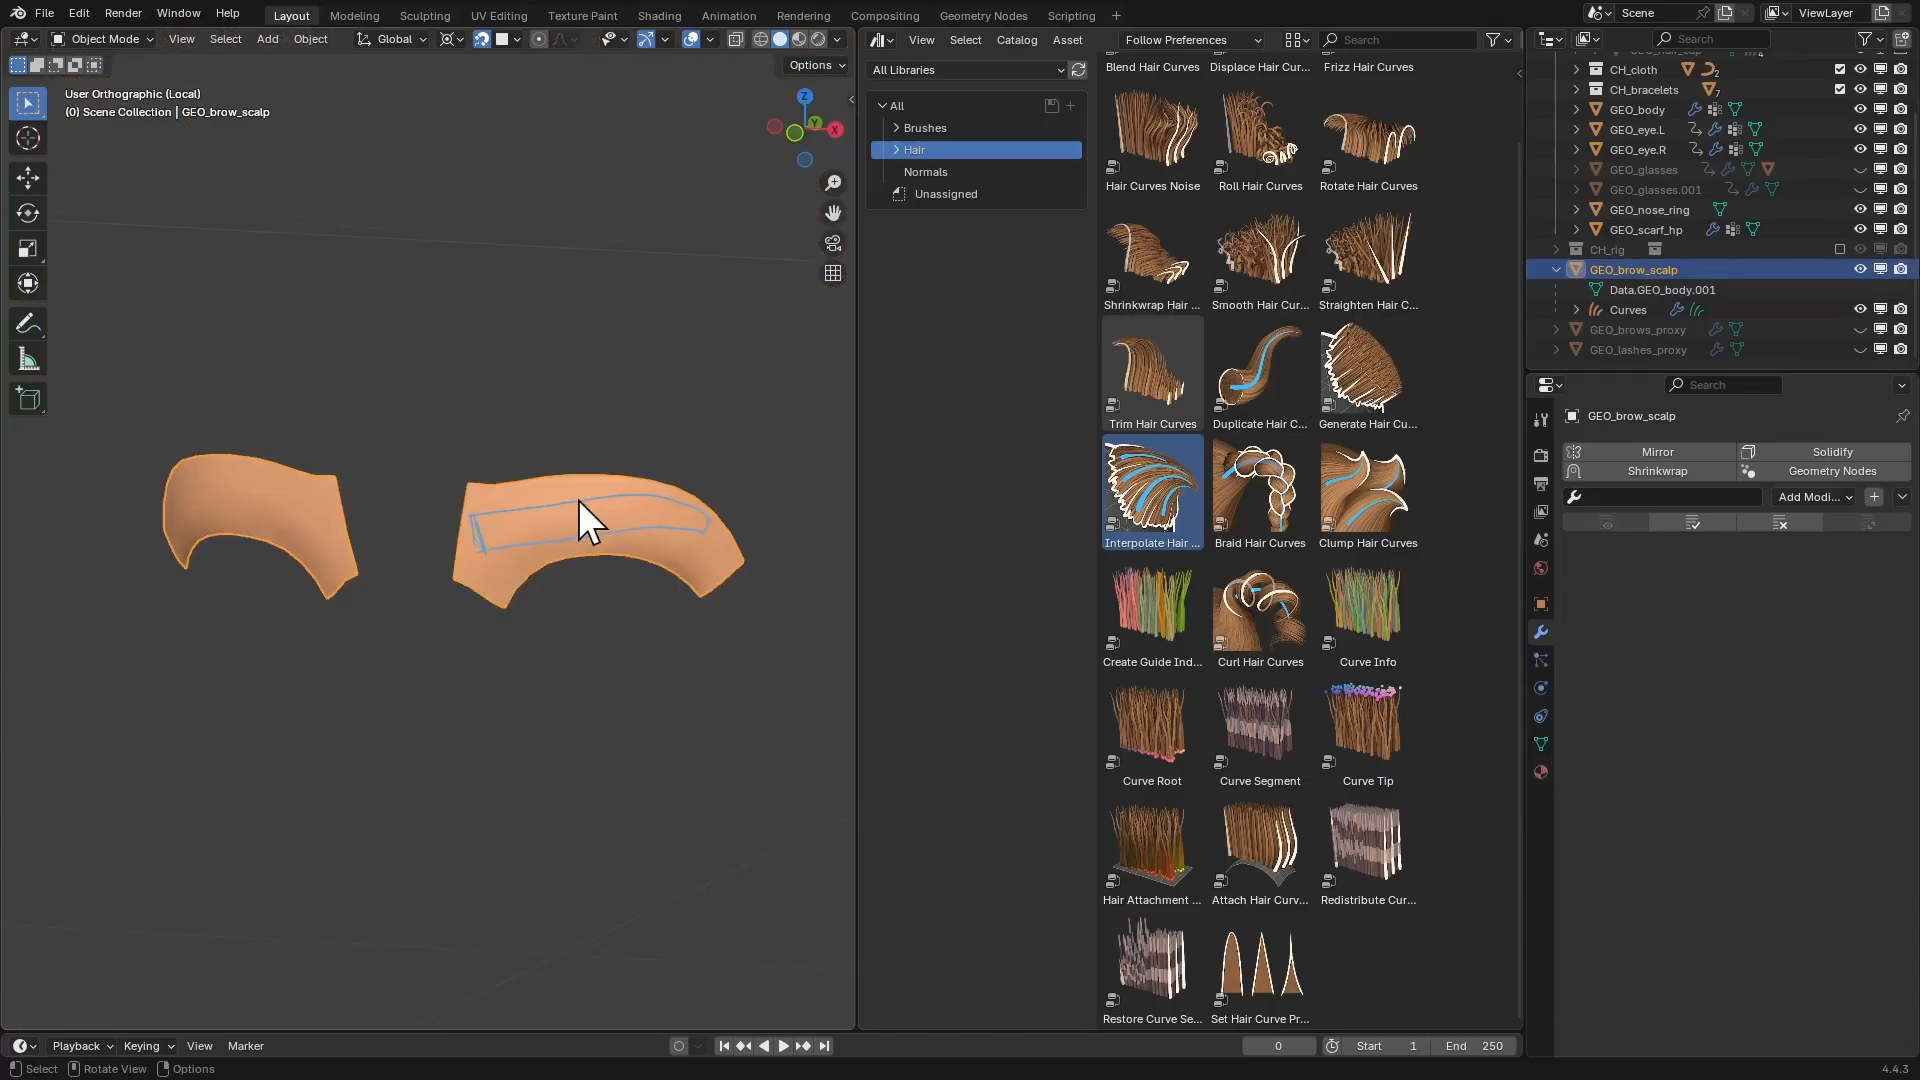 File Edit Render Window Help Layout Modeling Sculpting UV Editing Texture Paint Shading Animation Rendering Compositing Geometry Nodes Scripting + Scene ViewLayer
Object Mode View Select Add Object Global
Options
User Orthographic (Local)
(0) Scene Collection | GEO_brow_scalp
Z
Y
X
View Select Catalog Asset Follow Preferences Search
All Libraries
All
Brushes
Hair
Normals
Unassigned
Blend Hair Curves Displace Hair Cur... Frizz Hair Curves
Hair Curves Noise Roll Hair Curves Rotate Hair Curves
Shrinkwrap Hair ... Smooth Hair Cur... Straighten Hair C...
Trim Hair Curves Duplicate Hair C... Generate Hair Cu...
Interpolate Hair ... Braid Hair Curves Clump Hair Curves
Create Guide Ind... Curl Hair Curves Curve Info
Curve Root Curve Segment Curve Tip
Hair Attachment ... Attach Hair Curv... Redistribute Cur...
Restore Curve Se... Set Hair Curve Pr...
Search
CH_cloth 2
CH_bracelets 7
GEO_body
GEO_eye.L
GEO_eye.R
GEO_glasses
GEO_glasses.001
GEO_nose_ring
GEO_scarf_hp
CH_rig
GEO_brow_scalp
Data.GEO_body.001
Curves
GEO_brows_proxy
GEO_lashes_proxy
Search
GEO_brow_scalp
Mirror Solidify
Shrinkwrap Geometry Nodes
Add Modi...
Playback Keying View Marker 0 Start 1 End 250
Select Rotate View Options 4.4.3